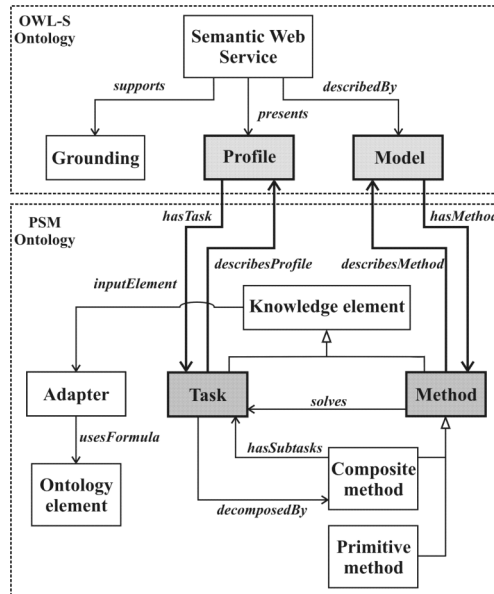 OWL-S
Ontology
Semantic Web
Service
supports
describedBy
presents
Grounding
Profile
Model
PSM
Ontology
hasTask
hasMethod
describesProfile
describesMethod
inputElement
Knowledge element
Adapter
Task
Method
solves
usesFormula
hasSubtasks
Ontology
element
Composite
method
decomposedBy
Primitive
method